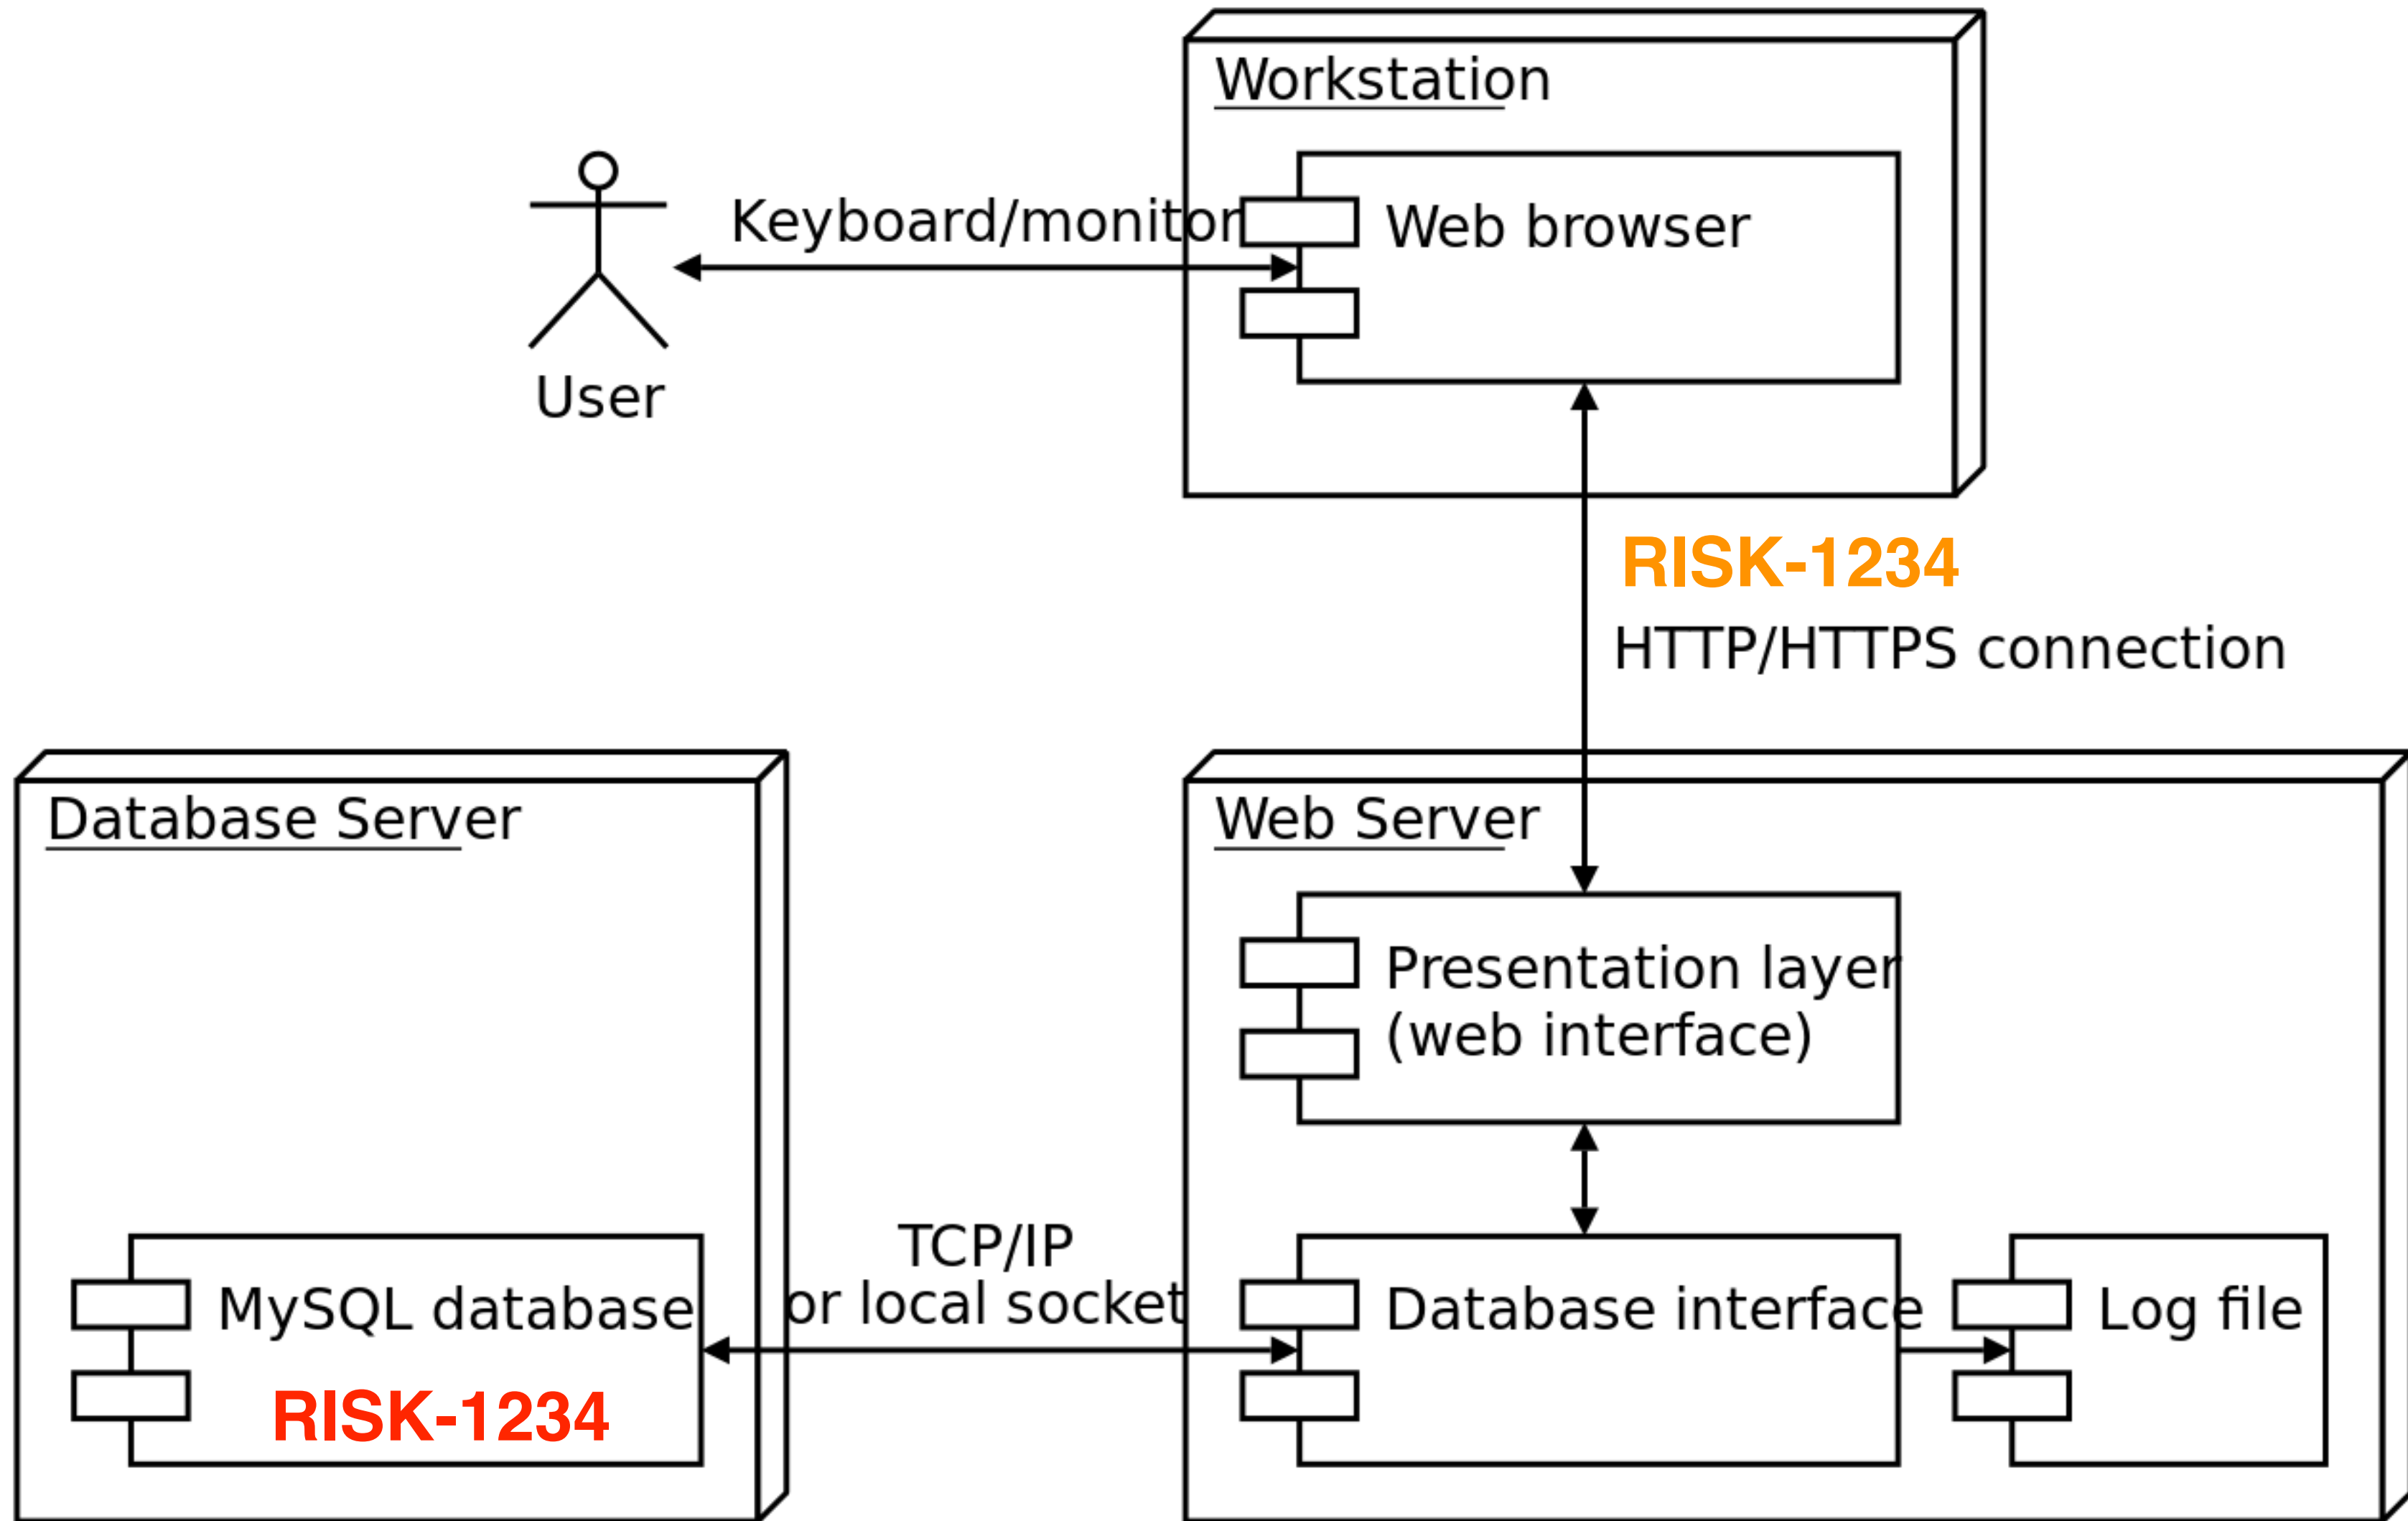 Workstation
Keyboard/monitor
Web browser
User
RISK-1234
HTTP/HTTPS connection
Database Server
Web Server
Presentation layer
(web interface)
TCP/IP
or local socket
MySQL database
Database interface
Log file
RISK-1234